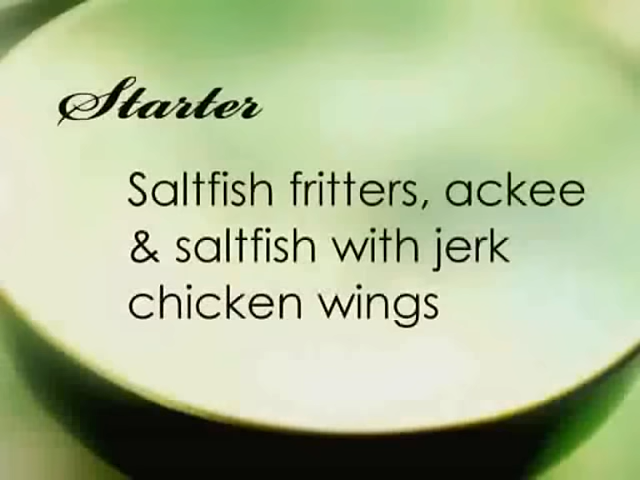 Starter
Saltfish fritters, ackee
& saltfish with jerk
chicken wings